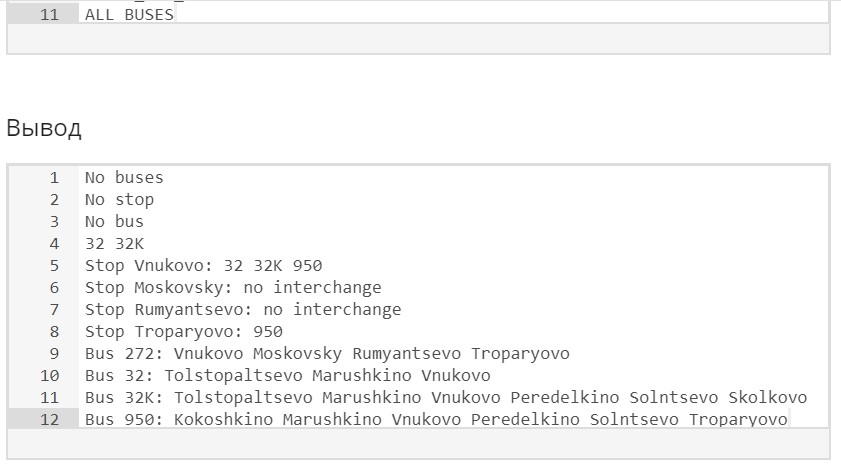 11 ALL BUSES
Вывод
1 No buses
2 No stop
3 No bus
4 32 32K
5 Stop Vnukovo: 32 32K 950
6 Stop Moskovsky: no interchange
7 Stop Rumyantsevo: no interchange
8 Stop Troparyovo: 950
9 Bus 272: Vnukovo Moskovsky Rumyantsevo Troparyovo
10 Bus 32: Tolstopaltsevo Marushkino Vnukovo
11 Bus 32K: Tolstopaltsevo Marushkino Vnukovo Peredelkino Solntsevo Skolkovo
12 Bus 950: Kokoshkino Marushkino Vnukovo Peredelkino Solntsevo Troparyovo